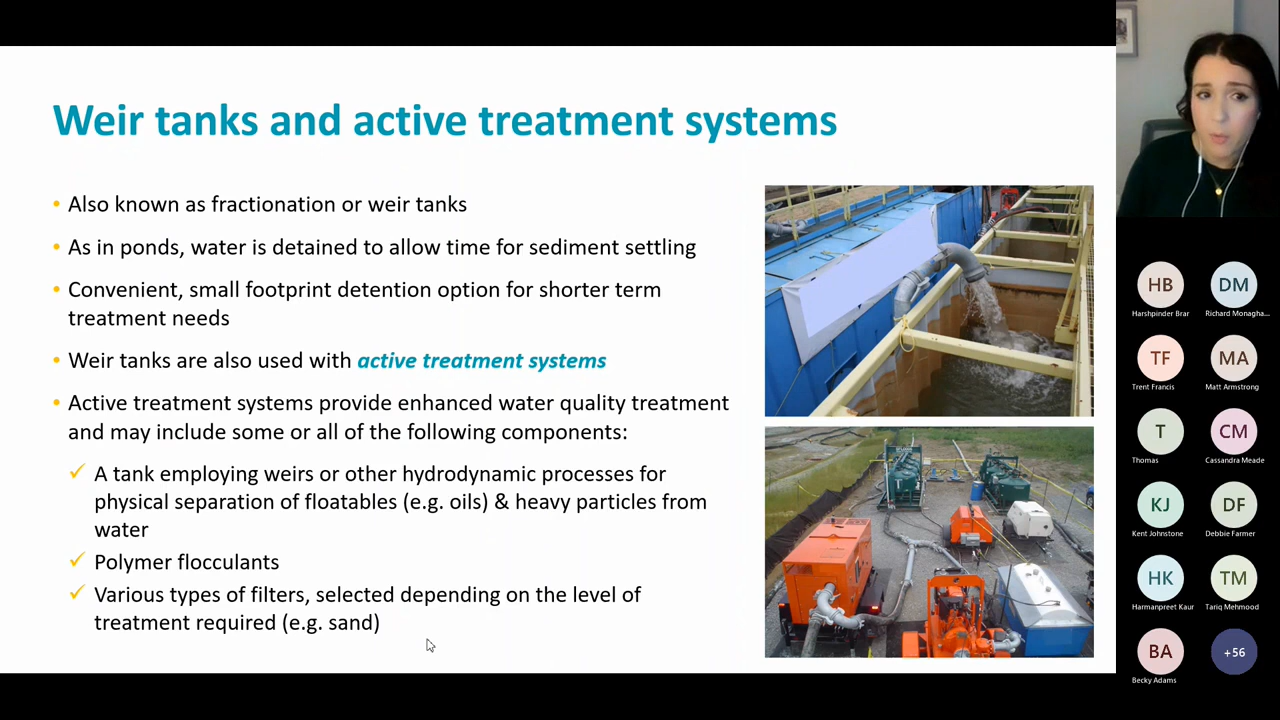 Weir tanks and active treatment systems
• Also known as fractionation or weir tanks
• As in ponds, water is detained to allow time for sediment settling
• Convenient, small footprint detention option for shorter term
treatment needs
• Weir tanks are also used with active treatment systems
• Active treatment systems provide enhanced water quality treatment
and may include some or all of the following components:
✓ A tank employing weirs or other hydrodynamic processes for
physical separation of floatables (e.g. oils) & heavy particles from
water
✓ Polymer flocculants
✓ Various types of filters, selected depending on the level of
treatment required (e.g. sand)
HB DM
Harshpinder Brar Richard Monagha...
TF MA
Trent Francis Matt Armstrong
T CM
Thomas Cassandra Meade
KJ DF
Kent Johnstone Debbie Farmer
HK TM
Harmanpreet Kaur Tariq Mehmood
BA +56
Becky Adams